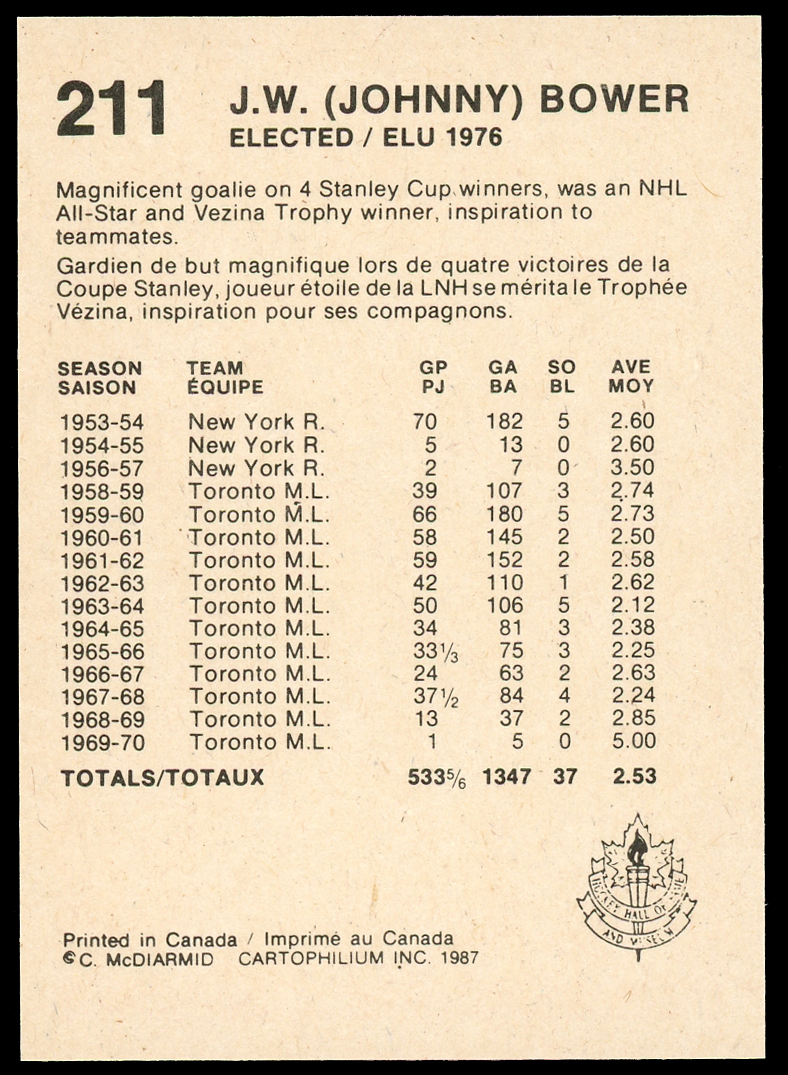 211
J.W. (JOHNNY) BOWER
ELECTED / ELU 1976
Magnificent goalie on 4 Stanley Cup winners, was an NHL
All-Star and Vezina Trophy winner, inspiration to
teammates.
Gardien de but magnifique lors de quatre victoires de la
Coupe Stanley, joueur étoile de la LNH se mérita le Trophée
Vézina, inspiration pour ses compagnons.
SEASON TEAM GP GA SO AVE
SAISON ÉQUIPE PJ BA BL MOY
1953-54 New York R. 70 182 5 2.60
1954-55 New York R. 5 13 0 2.60
1956-57 New York R. 2 7 0 3.50
1958-59 Toronto M.L. 39 107 3 2.74
1959-60 Toronto M.L. 66 180 5 2.73
1960-61 Toronto M.L. 58 145 2 2.50
1961-62 Toronto M.L. 59 152 2 2.58
1962-63 Toronto M.L. 42 110 1 2.62
1963-64 Toronto M.L. 50 106 5 2.12
1964-65 Toronto M.L. 34 81 3 2.38
1965-66 Toronto M.L. 33⅓ 75 3 2.25
1966-67 Toronto M.L. 24 63 2 2.63
1967-68 Toronto M.L. 37½ 84 4 2.24
1968-69 Toronto M.L. 13 37 2 2.85
1969-70 Toronto M.L. 1 5 0 5.00
TOTALS/TOTAUX 533⅚ 1347 37 2.53
HOCKEY HALL OF FAME
AND MUSEUM
Printed in Canada / Imprimé au Canada
© C. McDIARMID CARTOPHILIUM INC. 1987